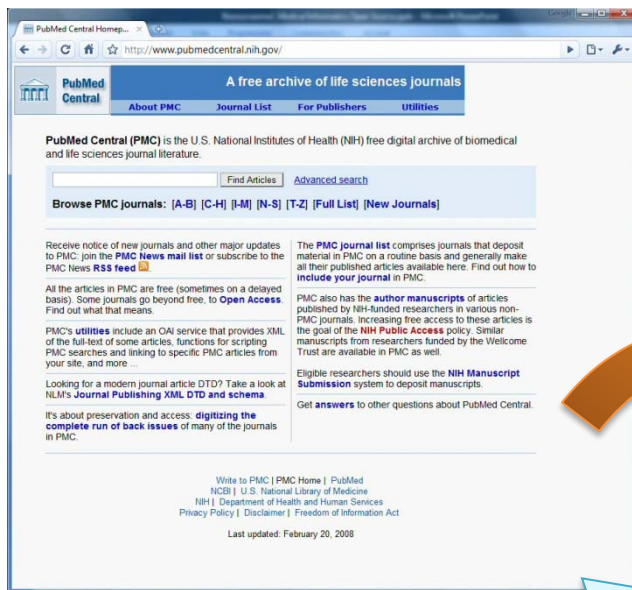 PubMed Central Homep...
http://www.pubmedcentral.nih.gov/
PubMed
Central
A free archive of life sciences journals
About PMC Journal List For Publishers Utilities
PubMed Central (PMC) is the U.S. National Institutes of Health (NIH) free digital archive of biomedical
and life sciences journal literature.
Find Articles Advanced search
Browse PMC journals: [A-B] [C-H] [I-M] [N-S] [T-Z] [Full List] [New Journals]
Receive notice of new journals and other major updates
to PMC: join the PMC News mail list or subscribe to the
PMC News RSS feed
All the articles in PMC are free (sometimes on a delayed
basis). Some journals go beyond free, to Open Access.
Find out what that means.
PMC's utilities include an OAI service that provides XML
of the full-text of some articles, functions for scripting
PMC searches and linking to specific PMC articles from
your site, and more ...
Looking for a modern journal article DTD? Take a look at
NLM's Journal Publishing XML DTD and schema.
It's about preservation and access: digitizing the
complete run of back issues of many of the journals
in PMC.
The PMC journal list comprises journals that deposit
material in PMC on a routine basis and generally make
all their published articles available here. Find out how to
include your journal in PMC.
PMC also has the author manuscripts of articles
published by NIH-funded researchers in various non-
PMC journals. Increasing free access to these articles is
the goal of the NIH Public Access policy. Similar
manuscripts from researchers funded by the Wellcome
Trust are available in PMC as well.
Eligible researchers should use the NIH Manuscript
Submission system to deposit manuscripts.
Get answers to other questions about PubMed Central.
Write to PMC | PMC Home | PubMed
NCBI | U.S. National Library of Medicine
NIH | Department of Health and Human Services
Privacy Policy | Disclaimer | Freedom of Information Act
Last updated: February 20, 2008